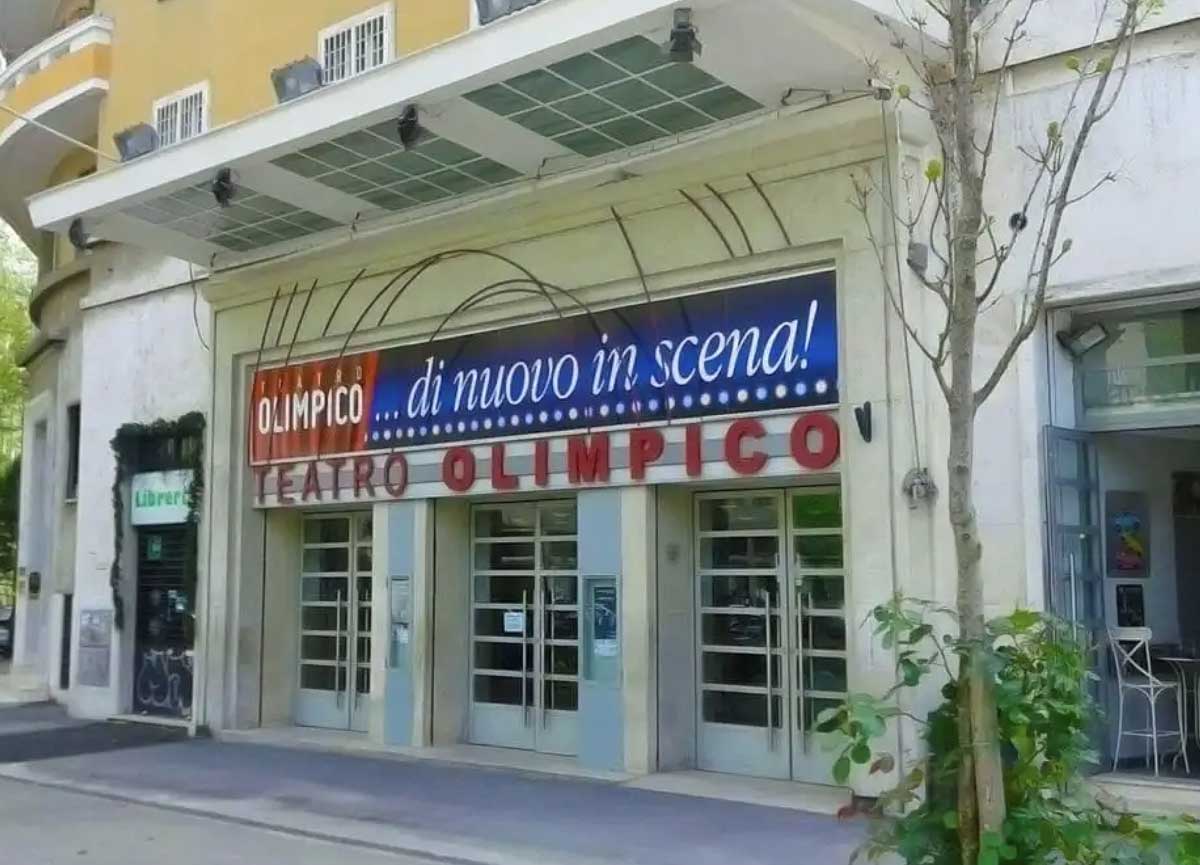 TEATRO
OLIMPICO
... di nuovo in scena!
TEATRO OLIMPICO
Libreri